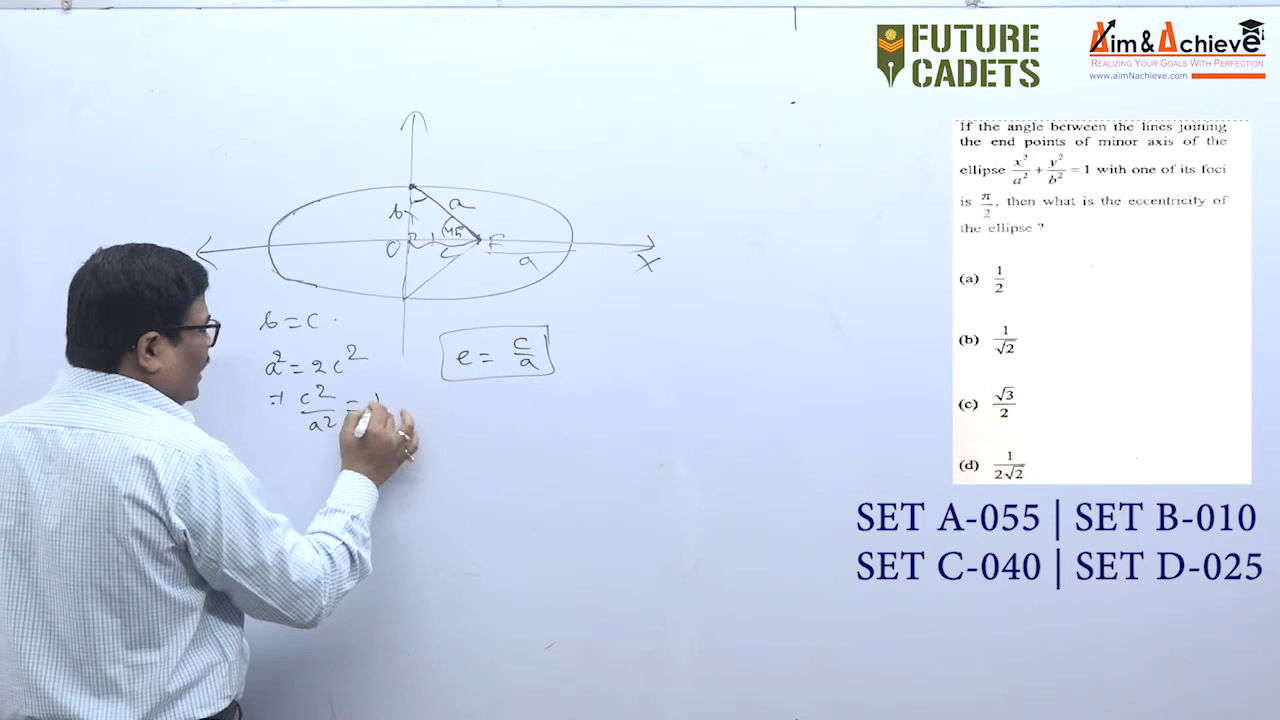 FUTURE
CADETS
Aim & Achieve
REALIZING YOUR GOALS WITH PERFECTION
www.aimNachieve.com
If the angle between the lines joining
the end points of minor axis of the
ellipse x²/a² + y²/b² = 1 with one of its foci
is π/2, then what is the eccentricity of
the ellipse ?
(a) 1/2
(b) 1/√2
(c) √3/2
(d) 1/2√2
SET A-055 | SET B-010
SET C-040 | SET D-025
a
b
45
O
c
F
a
X
b = c
a² = 2c²
⇒ c²/a² = 1
e = c/a